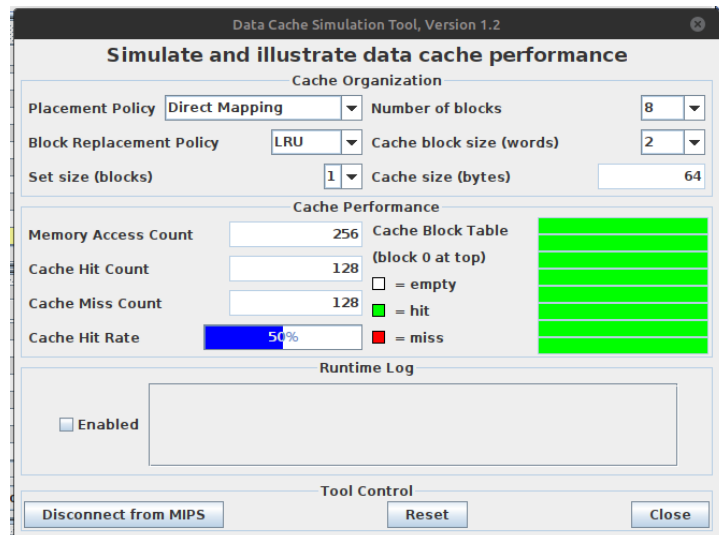 Data Cache Simulation Tool, Version 1.2
Simulate and illustrate data cache performance
Cache Organization
Placement Policy Direct Mapping Number of blocks 8
Block Replacement Policy LRU Cache block size (words) 2
Set size (blocks) 1 Cache size (bytes) 64
Cache Performance
Memory Access Count 256 Cache Block Table
(block 0 at top)
Cache Hit Count 128 = empty
= hit
Cache Miss Count 128
Cache Hit Rate 50% = miss
Runtime Log
Enabled
Tool Control
Disconnect from MIPS Reset Close